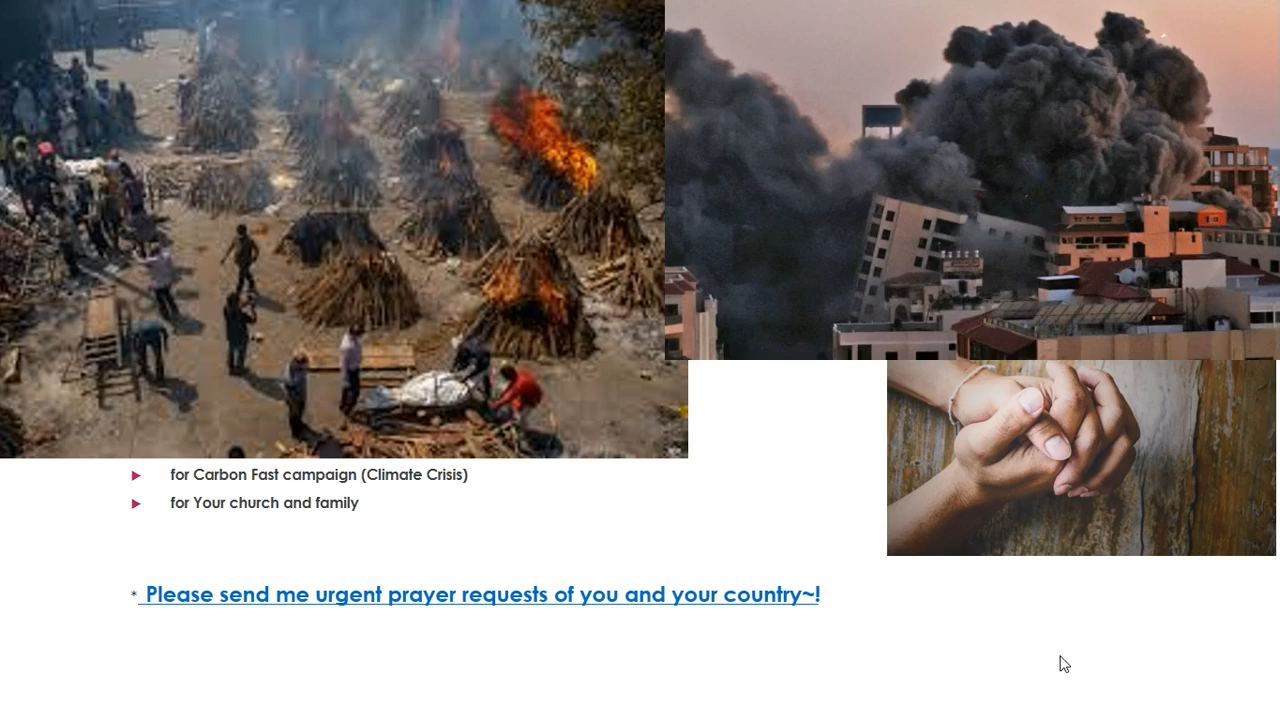 for Carbon Fast campaign (Climate Crisis)
for Your church and family
* Please send me urgent prayer requests of you and your country~!